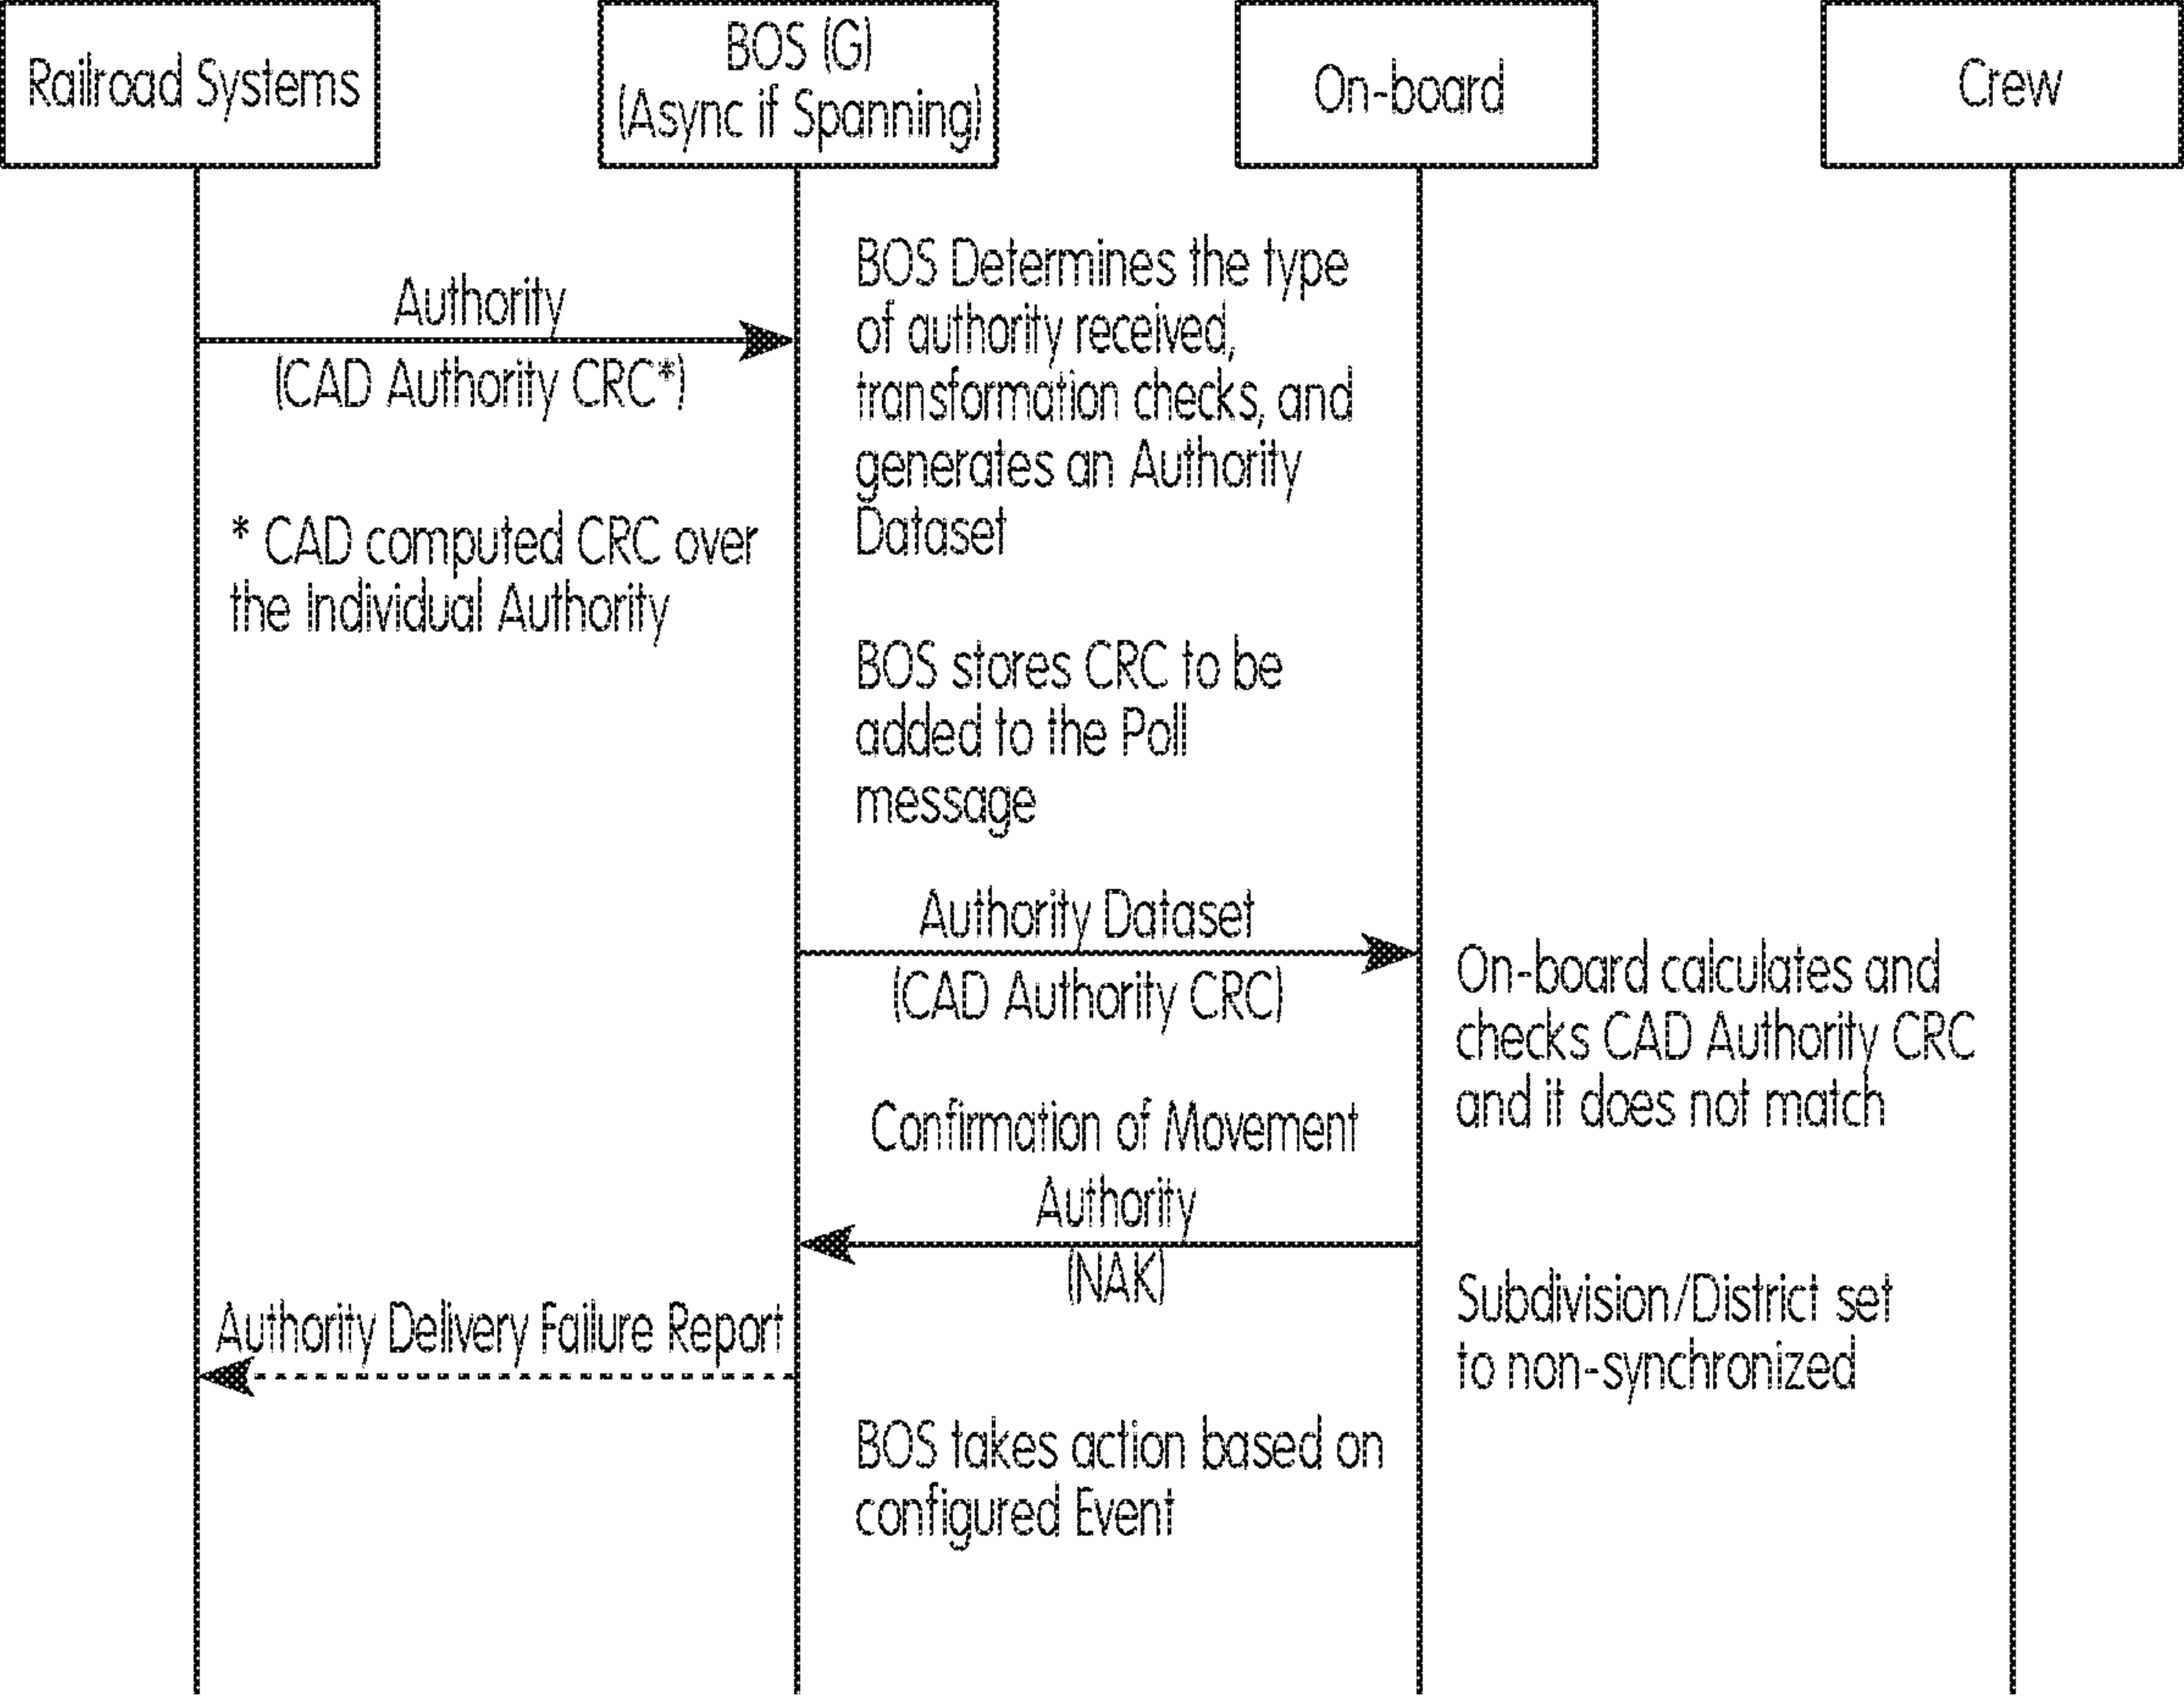 Railroad Systems
BOS (G)
(Async if Spanning)
On-board
Crew
Authority
(CAD Authority CRC*)
* CAD computed CRC over
the Individual Authority
BOS Determines the type
of authority received,
transformation checks, and
generates an Authority
Dataset
BOS stores CRC to be
added to the Poll
message
Authority Dataset
(CAD Authority CRC)
On-board calculates and
checks CAD Authority CRC
and it does not match
Confirmation of Movement
Authority
(NAK)
Subdivision/District set
to non-synchronized
Authority Delivery Failure Report
BOS takes action based on
configured Event